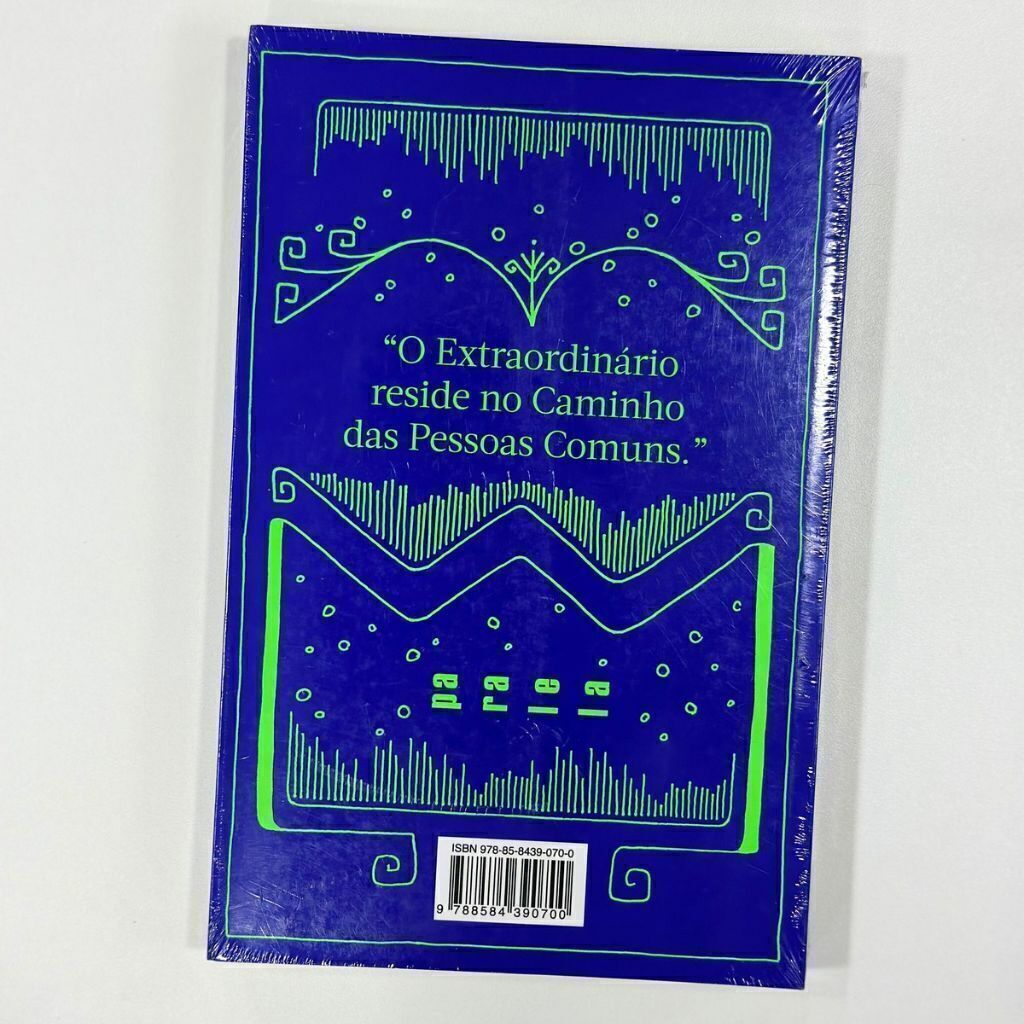 “O Extraordinário
reside no Caminho
das Pessoas Comuns.”
pa
ra
le
la
ISBN 978-85-8439-070-0
9 788584 390700